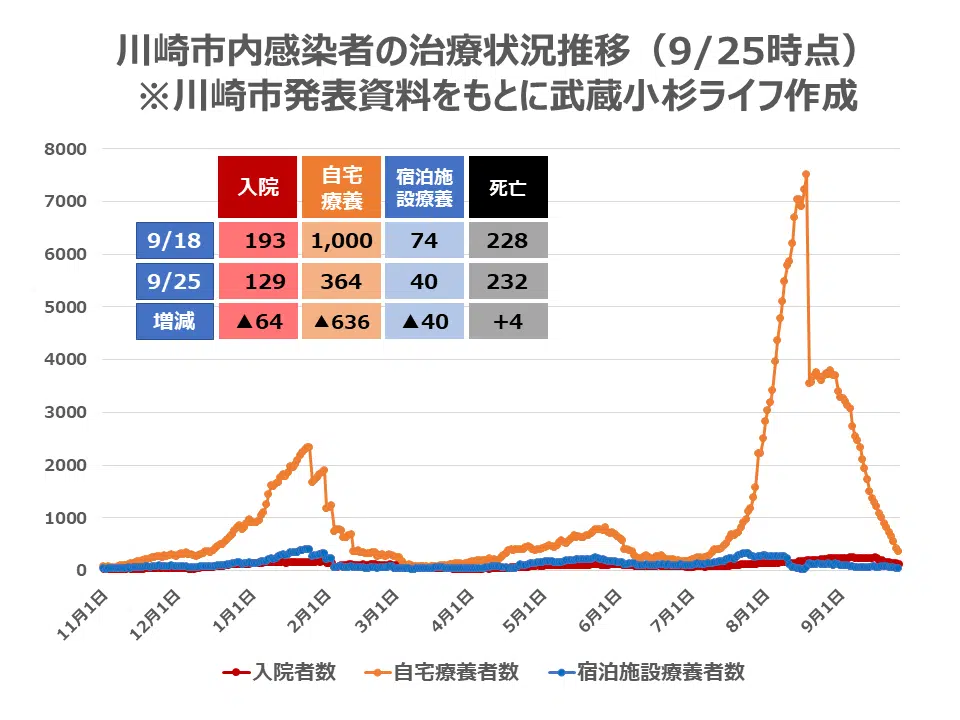 川崎市内感染者の治療状況推移（9/25時点）
※川崎市発表資料をもとに武蔵小杉ライフ作成
入院 自宅療養 宿泊施設療養 死亡
9/18 193 1,000 74 228
9/25 129 364 40 232
増減 ▲64 ▲636 ▲40 +4
8000
7000
6000
5000
4000
3000
2000
1000
0
11月1日 12月1日 1月1日 2月1日 3月1日 4月1日 5月1日 6月1日 7月1日 8月1日 9月1日
入院者数 自宅療養者数 宿泊施設療養者数